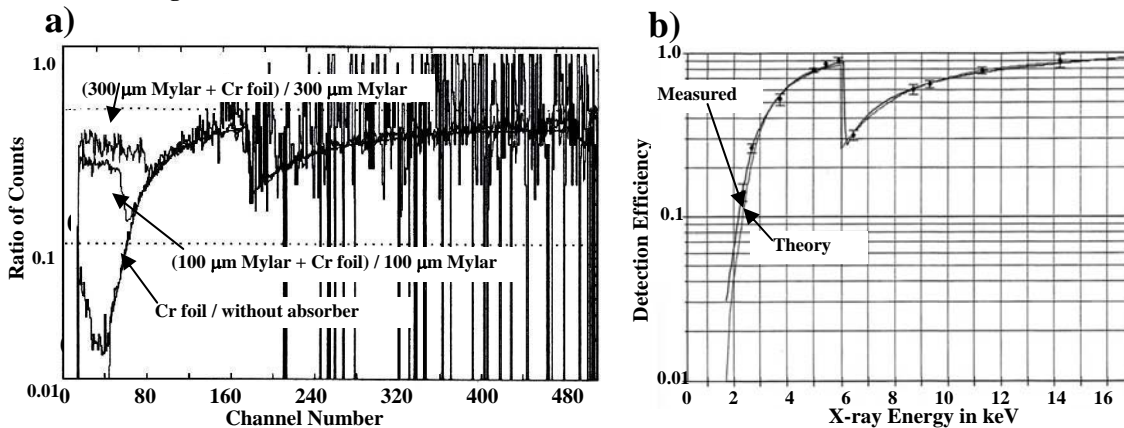 a)
1.0
(300 μm Mylar + Cr foil) / 300 μm Mylar
Ratio of Counts
0.1
(100 μm Mylar + Cr foil) / 100 μm Mylar
Cr foil / without absorber
0.01
0 80 160 240 320 400 480
Channel Number
b)
1.0
Measured
Detection Efficiency
0.1
Theory
0.01
0 2 4 6 8 10 12 14 16
X-ray Energy in keV